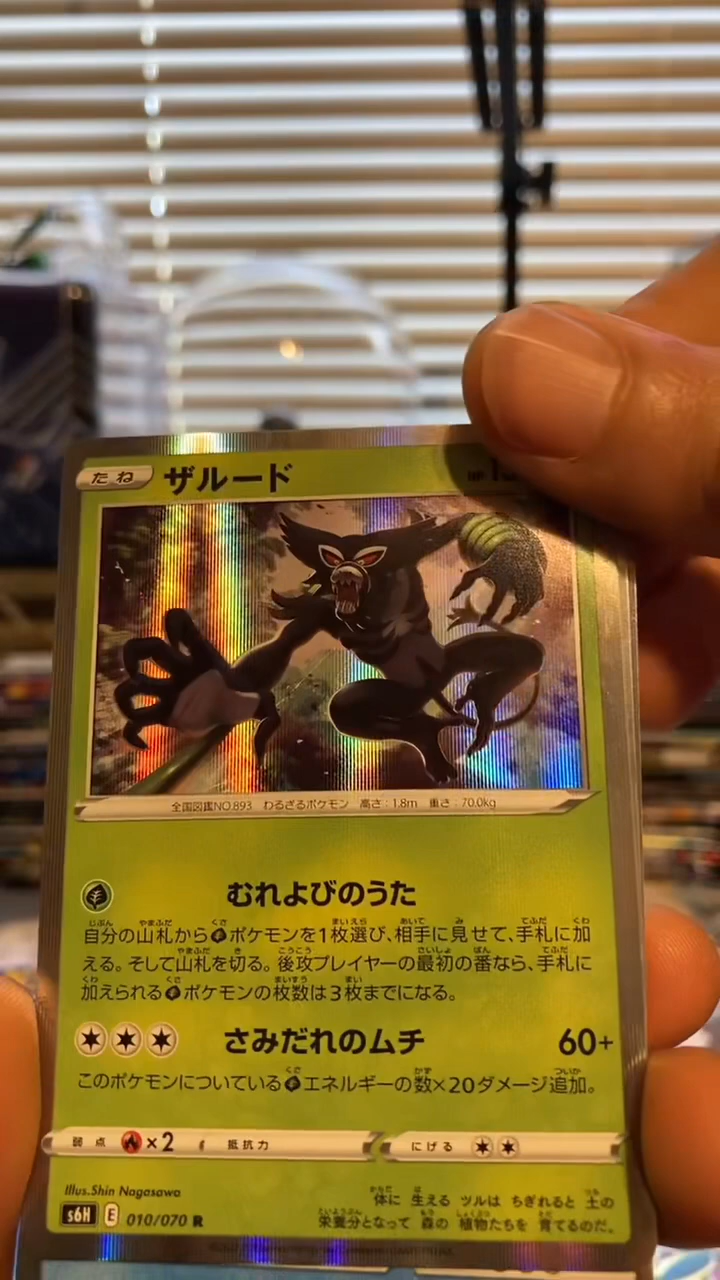 たね ザルード
全国図鑑NO.893 わるざるポケモン 高さ:1.8m 重さ:70.0kg
むれよびのうた
自分の山札からポケモンを1枚選び、相手に見せて、手札に加
える。そして山札を切る。後攻プレイヤーの最初の番なら、手札に
加えられるポケモンの枚数は3枚までになる。
さみだれのムチ 60+
このポケモンについているエネルギーの数×20ダメージ追加。
弱点 ×2 抵抗力 にげる
Illus.Shin Nagasawa
体に 生える ツルは ちぎれると 土の
栄養分となって 森の 植物たちを 育てるのだ。
s6H E 010/070 R